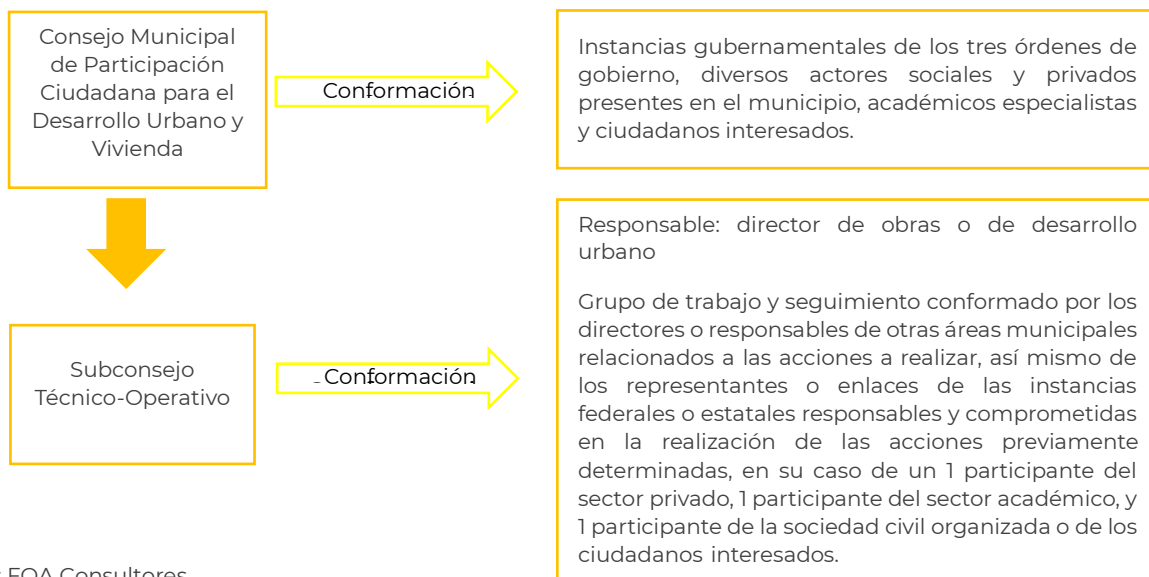 Consejo Municipal
de Participación
Ciudadana para el
Desarrollo Urbano y
Vivienda
Conformación
Instancias gubernamentales de los tres órdenes de
gobierno, diversos actores sociales y privados
presentes en el municipio, académicos especialistas
y ciudadanos interesados.
Subconsejo
Técnico-Operativo
Conformación
Responsable: director de obras o de desarrollo
urbano
Grupo de trabajo y seguimiento conformado por los
directores o responsables de otras áreas municipales
relacionados a las acciones a realizar, así mismo de
los representantes o enlaces de las instancias
federales o estatales responsables y comprometidas
en la realización de las acciones previamente
determinadas, en su caso de un 1 participante del
sector privado, 1 participante del sector académico, y
1 participante de la sociedad civil organizada o de los
ciudadanos interesados.
FOA Consultores